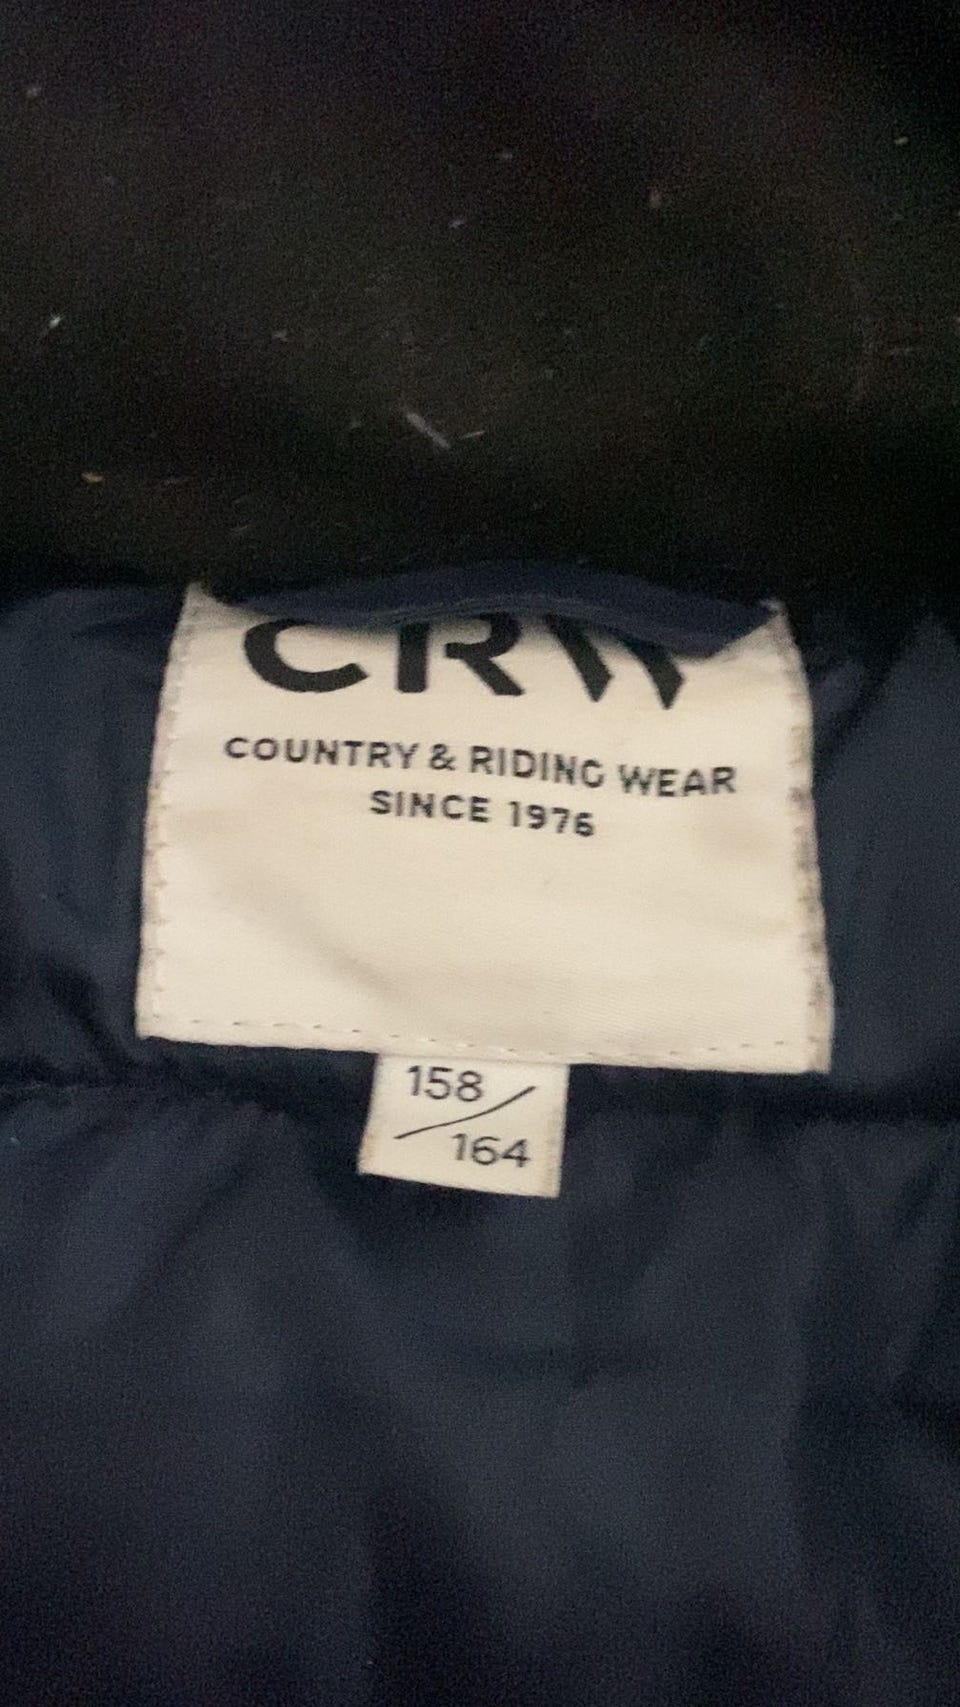 CRW
COUNTRY & RIDING WEAR
SINCE 1976
158/
164